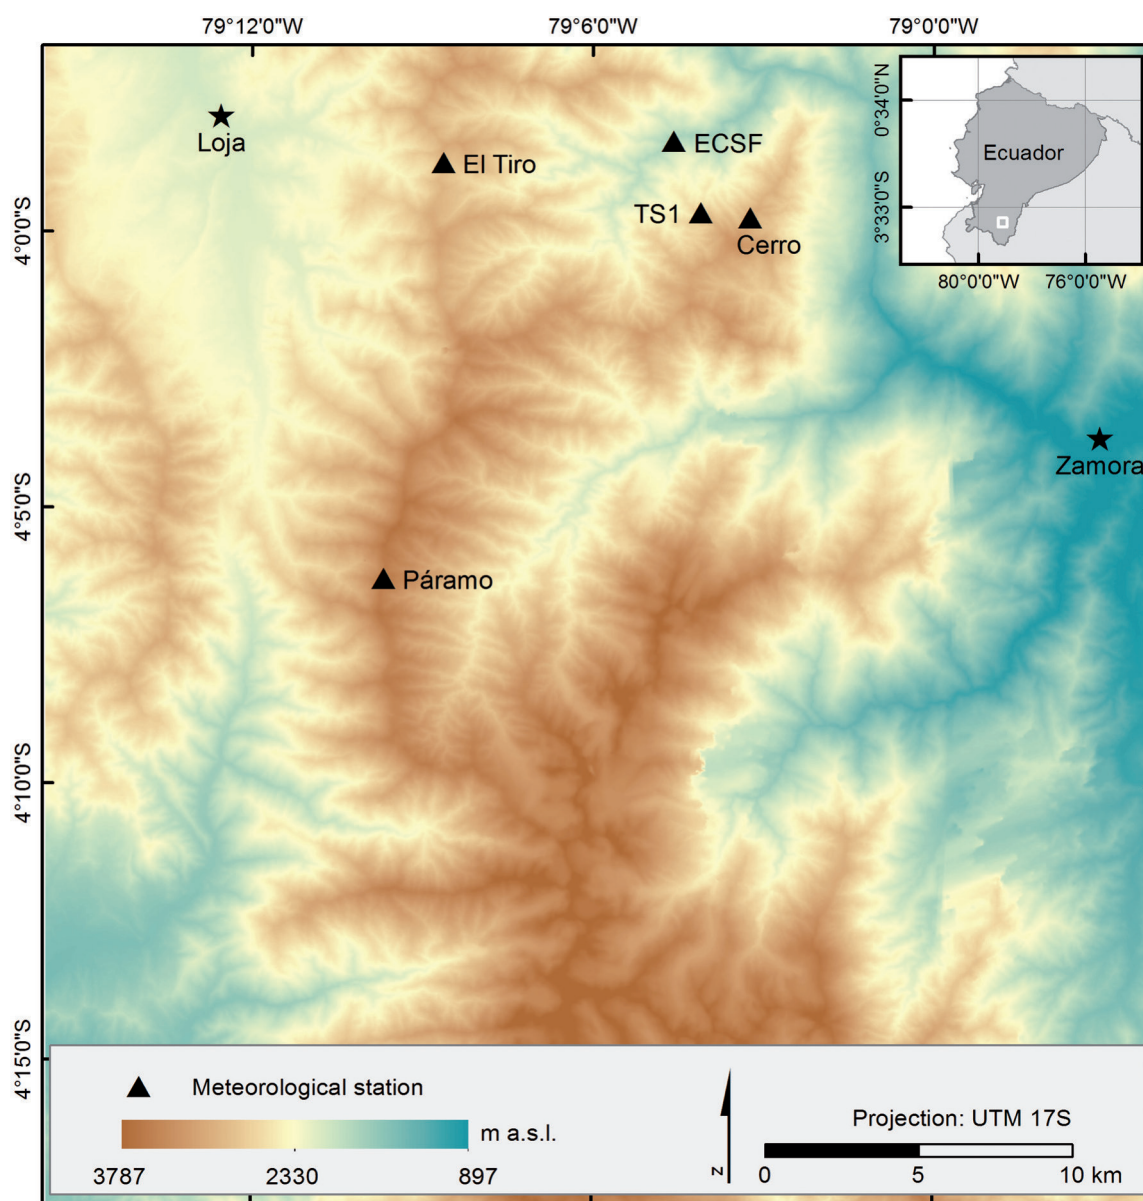 79°12'0"W
79°6'0"W
79°0'0"W
Loja
El Tiro
ECSF
TS1
Cerro
Ecuador
0°34'0"N
3°33'0"S
80°0'0"W
76°0'0"W
4°0'0"S
Zamora
4°5'0"S
Páramo
4°10'0"S
4°15'0"S
Meteorological station
m a.s.l.
3787
2330
897
z
Projection: UTM 17S
0
5
10 km